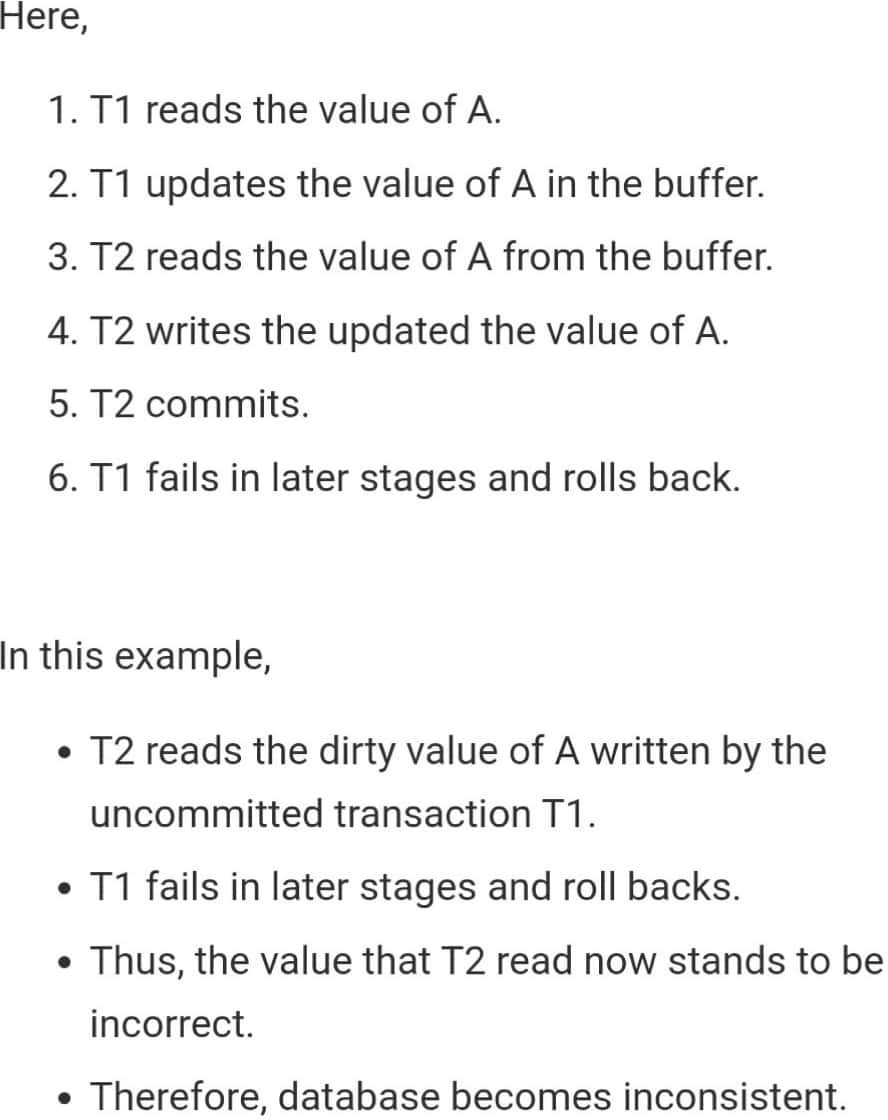 Here,
1. T1 reads the value of A.
2. T1 updates the value of A in the buffer.
3. T2 reads the value of A from the buffer.
4. T2 writes the updated the value of A.
5. T2 commits.
6. T1 fails in later stages and rolls back.
In this example,
• T2 reads the dirty value of A written by the
uncommitted transaction T1.
• T1 fails in later stages and roll backs.
• Thus, the value that T2 read now stands to be
incorrect.
• Therefore, database becomes inconsistent.